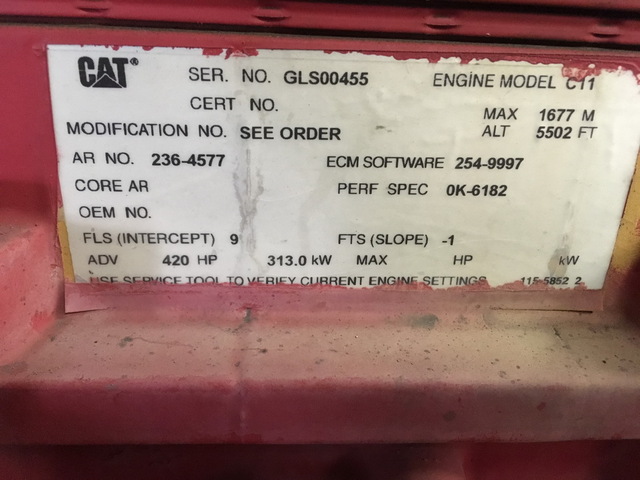 CAT® SER. NO. GLS00455 ENGINE MODEL C11
CERT NO. MAX 1677 M
MODIFICATION NO. SEE ORDER ALT 5502 FT
AR NO. 236-4577 ECM SOFTWARE 254-9997
CORE AR PERF SPEC 0K-6182
OEM NO.
FLS (INTERCEPT) 9 FTS (SLOPE) -1
ADV 420 HP 313.0 kW MAX HP kW
USE SERVICE TOOL TO VERIFY CURRENT ENGINE SETTINGS 115-5852 2